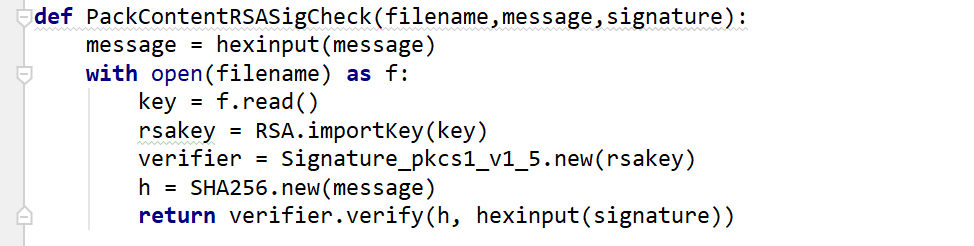 def PackContentRSASigCheck(filename,message,signature):
    message = hexinput(message)
    with open(filename) as f:
        key = f.read()
        rsakey = RSA.importKey(key)
        verifier = Signature_pkcs1_v1_5.new(rsakey)
        h = SHA256.new(message)
        return verifier.verify(h, hexinput(signature))